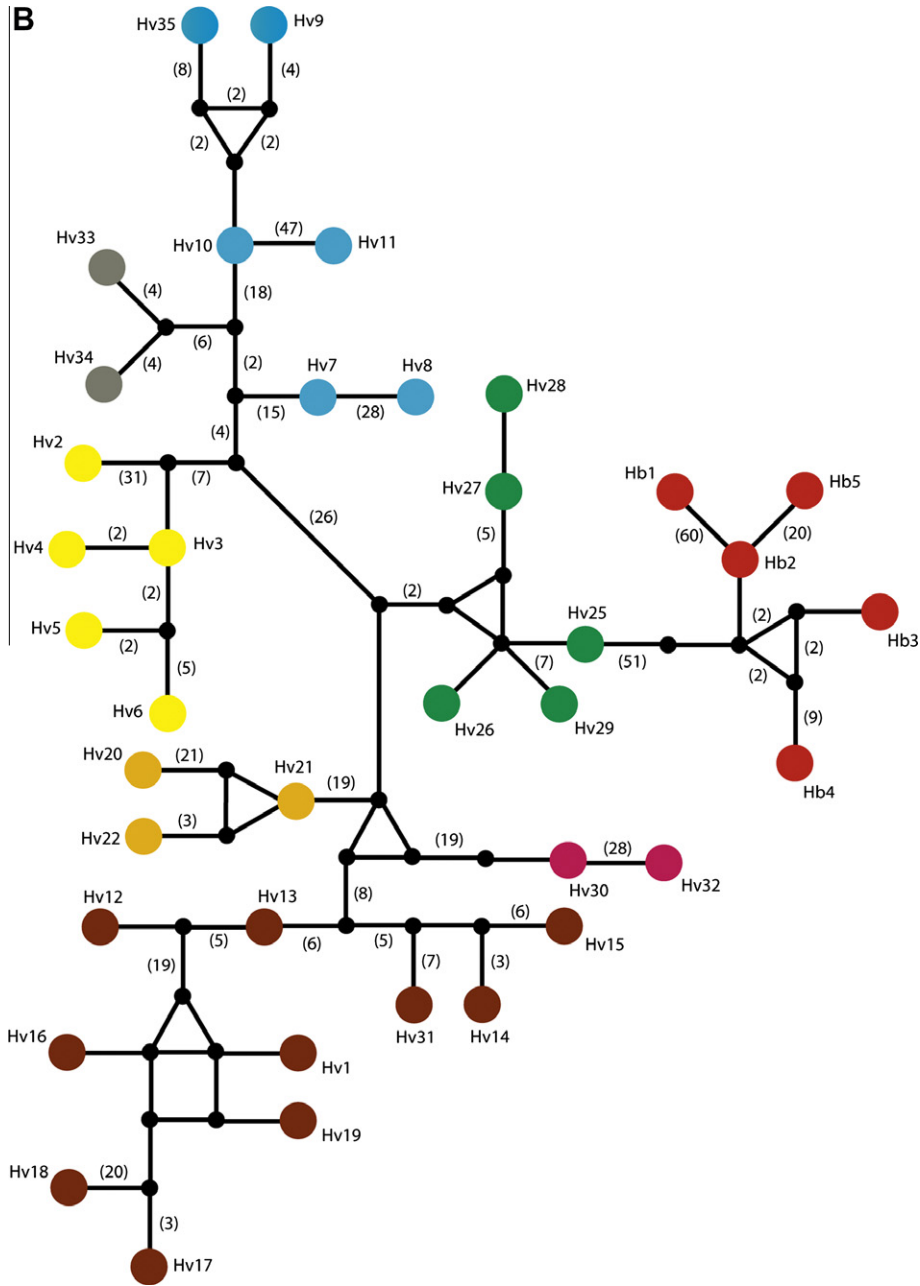 B
Hv35
Hv9
(8)
(4)
(2)
(2)
(2)
Hv10
(47)
Hv11
Hv33
(4)
(18)
(6)
Hv34
(4)
(2)
Hv7
Hv8
(15)
(28)
(4)
Hv28
Hv2
(31)
(7)
(26)
Hv27
Hb1
Hb5
(60)
(20)
Hv4
(2)
Hv3
(5)
Hb2
(2)
(2)
Hv25
(2)
Hb3
Hv5
(2)
(7)
(51)
(2)
(2)
(5)
Hv6
Hv26
Hv29
(9)
Hb4
Hv20
(21)
Hv21
(19)
Hv22
(3)
(19)
(28)
Hv30
Hv32
(8)
Hv12
Hv13
(6)
Hv15
(5)
(6)
(5)
(19)
(7)
(3)
Hv31
Hv14
Hv16
Hv1
Hv19
Hv18
(20)
(3)
Hv17